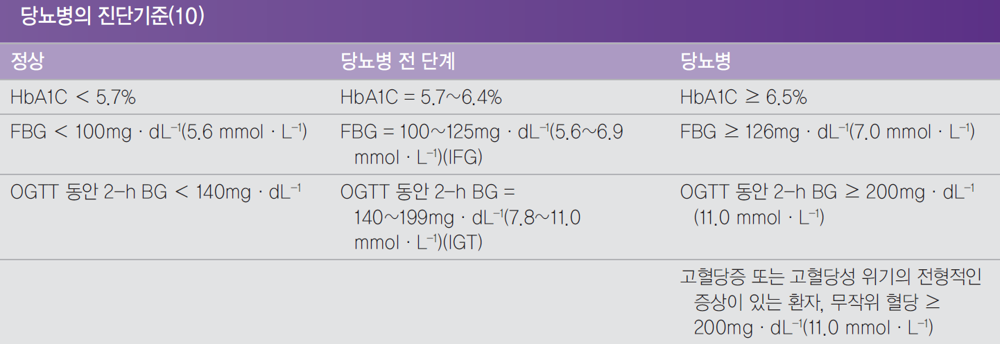 당뇨병의 진단기준(10)
정상 당뇨병 전 단계 당뇨병
HbA1C < 5.7% HbA1C = 5.7~6.4% HbA1C ≥ 6.5%
FBG < 100mg · dL⁻¹(5.6 mmol · L⁻¹) FBG = 100~125mg · dL⁻¹(5.6~6.9 FBG ≥ 126mg · dL⁻¹(7.0 mmol · L⁻¹)
mmol · L⁻¹)(IFG)
OGTT 동안 2-h BG < 140mg · dL⁻¹ OGTT 동안 2-h BG = OGTT 동안 2-h BG ≥ 200mg · dL⁻¹
140~199mg · dL⁻¹(7.8~11.0 (11.0 mmol · L⁻¹)
mmol · L⁻¹)(IGT)
고혈당증 또는 고혈당성 위기의 전형적인
증상이 있는 환자, 무작위 혈당 ≥
200mg · dL⁻¹(11.0 mmol · L⁻¹)